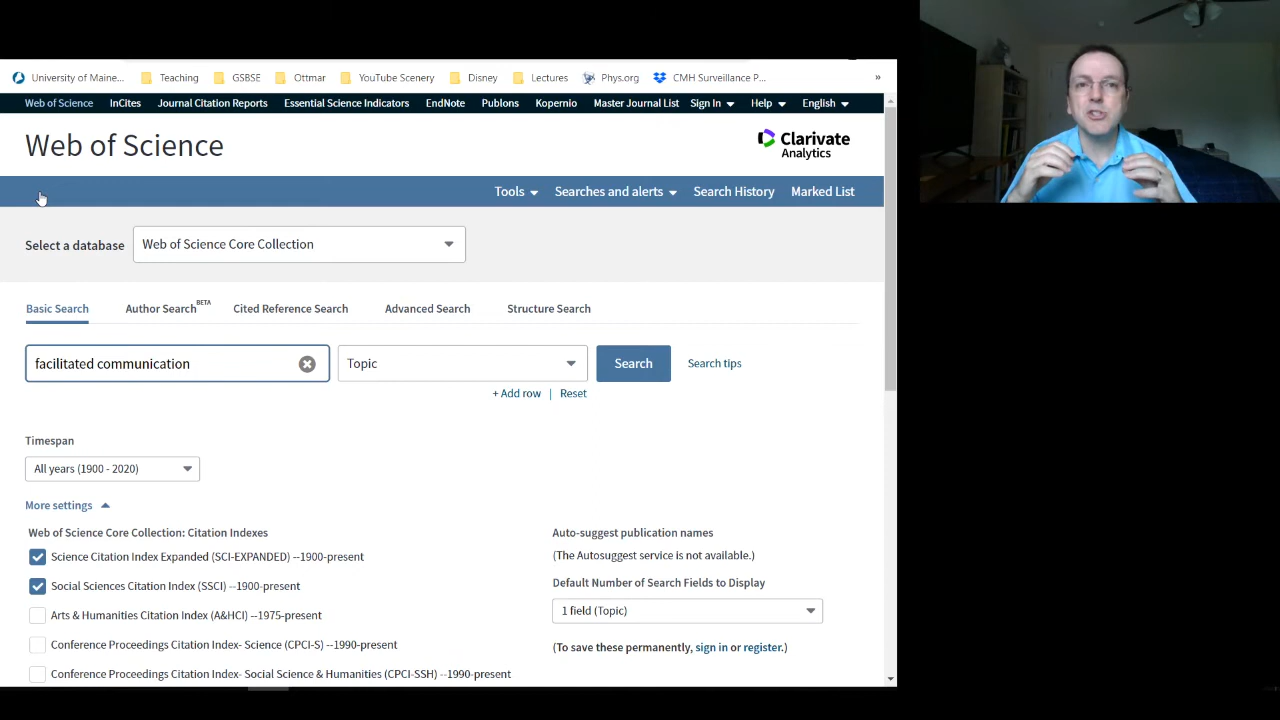 University of Maine... Teaching GSBSE Ottmar YouTube Scenery Disney Lectures Phys.org CMH Surveillance P... »
Web of Science InCites Journal Citation Reports Essential Science Indicators EndNote Publons Kopernio Master Journal List Sign In Help English
Web of Science
Clarivate
Analytics
Tools Searches and alerts Search History Marked List
Select a database Web of Science Core Collection
Basic Search Author Search BETA Cited Reference Search Advanced Search Structure Search
facilitated communication Topic Search Search tips
+ Add row | Reset
Timespan
All years (1900 - 2020)
More settings
Web of Science Core Collection: Citation Indexes
Science Citation Index Expanded (SCI-EXPANDED) --1900-present
Social Sciences Citation Index (SSCI) --1900-present
Arts & Humanities Citation Index (A&HCI) --1975-present
Conference Proceedings Citation Index- Science (CPCI-S) --1990-present
Conference Proceedings Citation Index- Social Science & Humanities (CPCI-SSH) --1990-present
Auto-suggest publication names
(The Autosuggest service is not available.)
Default Number of Search Fields to Display
1 field (Topic)
(To save these permanently, sign in or register.)